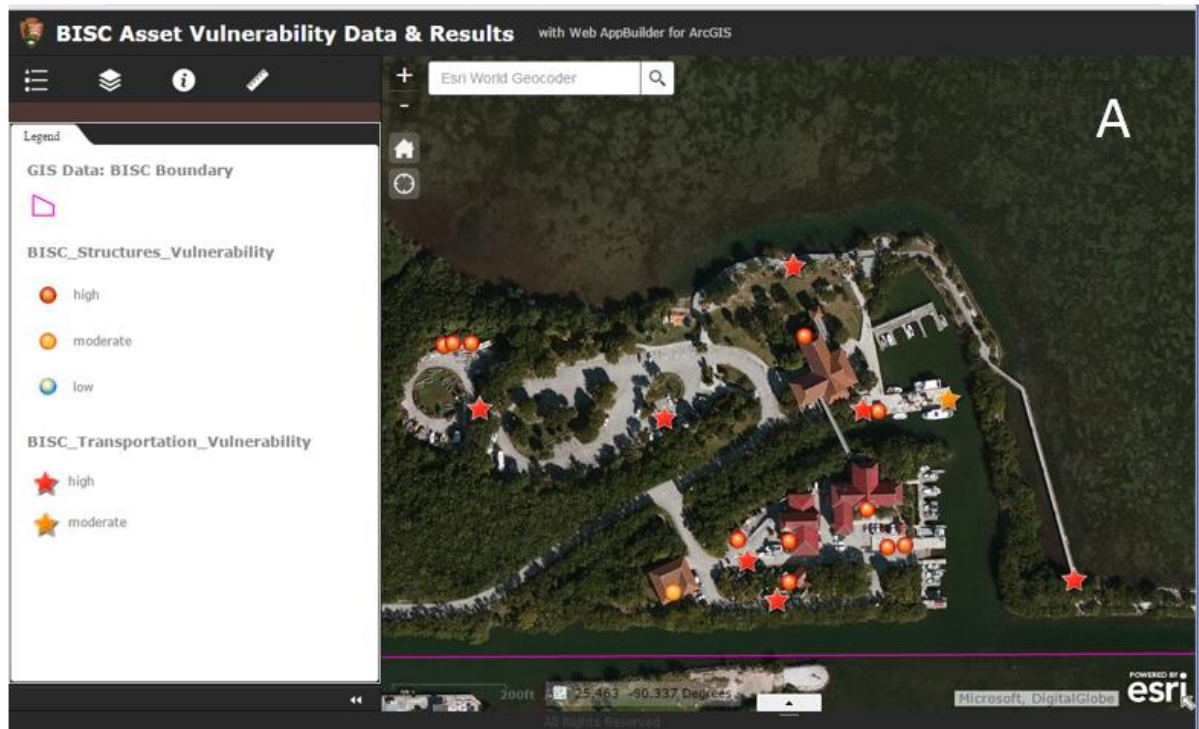 BISC Asset Vulnerability Data & Results with Web AppBuilder for ArcGIS
Esri World Geocoder
A
Legend
GIS Data: BISC Boundary
BISC_Structures_Vulnerability
high
moderate
low
BISC_Transportation_Vulnerability
high
moderate
200ft
25.463 -80.337 Degrees
All Rights Reserved
Microsoft, DigitalGlobe
POWERED BY
esri